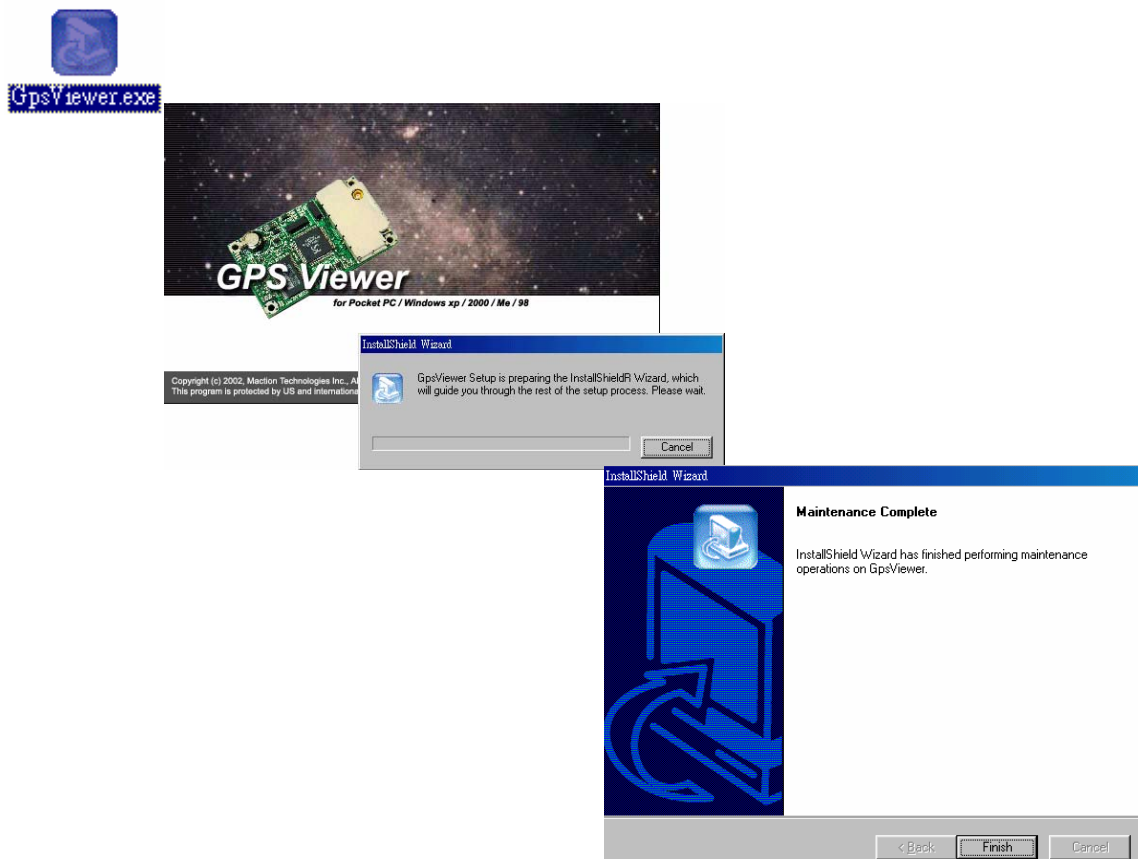 GpsViewer.exe
GPS Viewer
for Pocket PC / Windows xp / 2000 / Me / 98
Copyright (c) 2002, Maction Technologies Inc.,
This program is protected by US and
InstallShield Wizard
GpsViewer Setup is preparing the InstallShieldR Wizard, which
will guide you through the rest of the setup process. Please wait.
Cancel
InstallShield Wizard
Maintenance Complete
InstallShield Wizard has finished performing maintenance
operations on GpsViewer.
< Back
Finish
Cancel